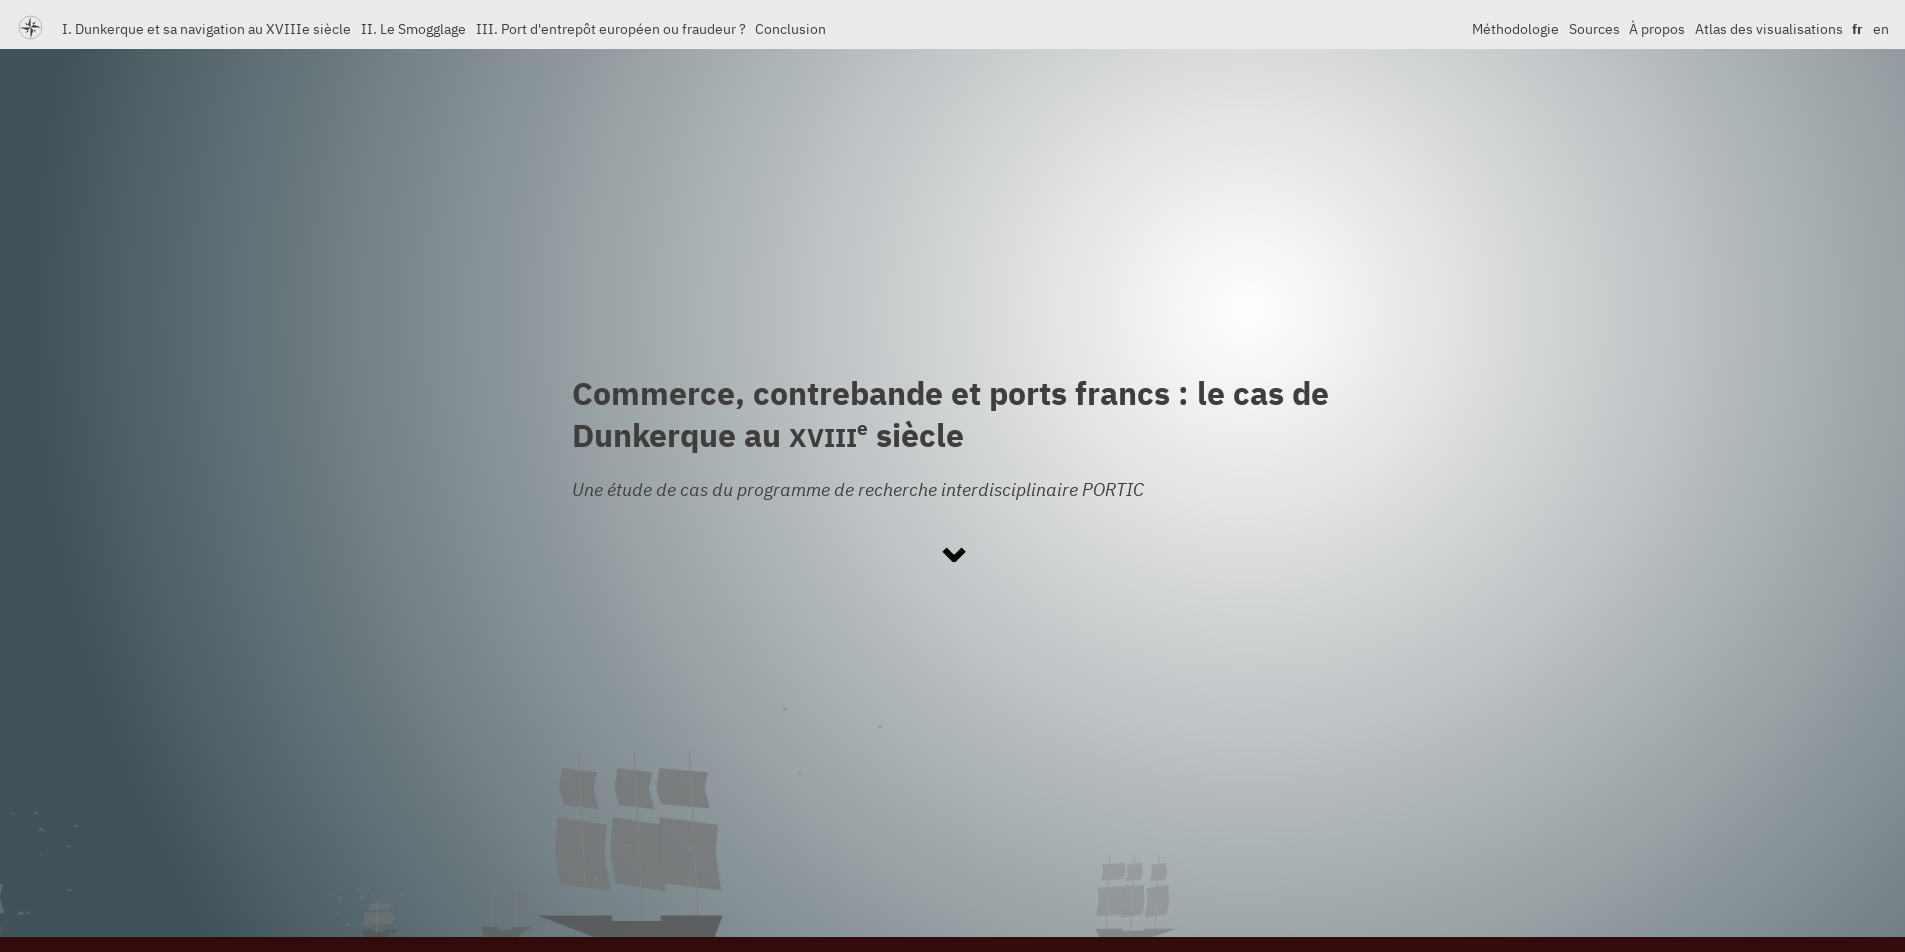 I. Dunkerque et sa navigation au XVIIIe siècle II. Le Smogglage III. Port d'entrepôt européen ou fraudeur ? Conclusion Méthodologie Sources À propos Atlas des visualisations fr en
Commerce, contrebande et ports francs : le cas de
Dunkerque au XVIIIe siècle
Une étude de cas du programme de recherche interdisciplinaire PORTIC